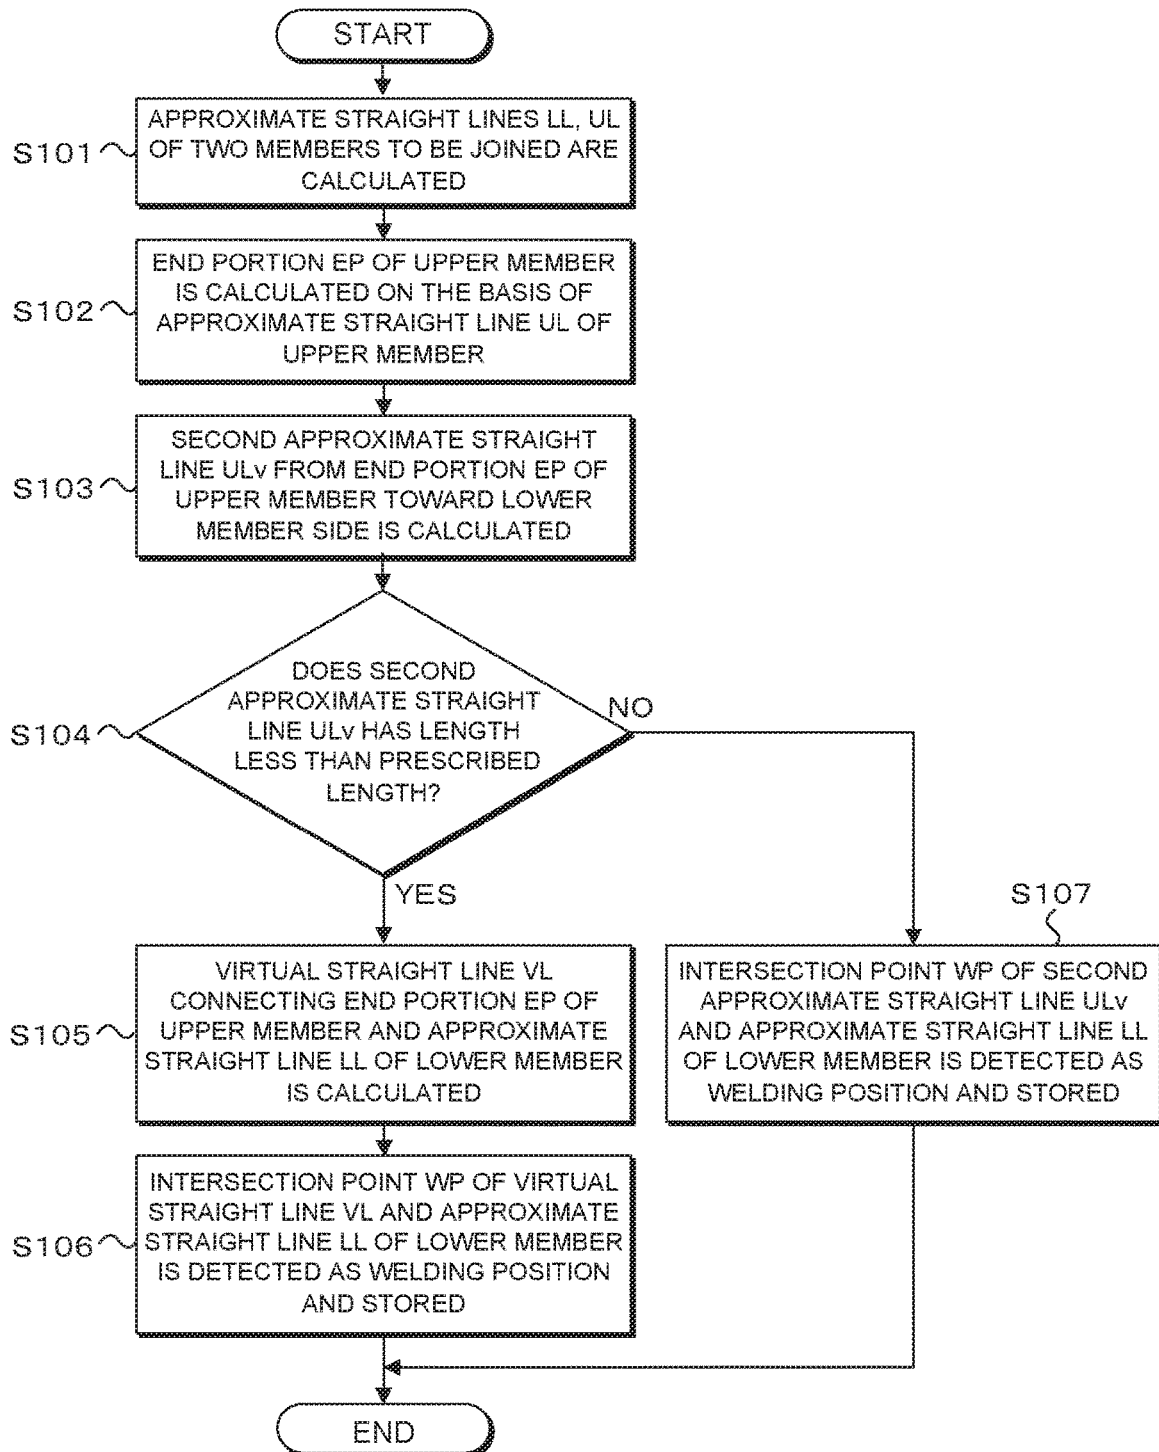 START
S101
APPROXIMATE STRAIGHT LINES LL, UL
OF TWO MEMBERS TO BE JOINED ARE
CALCULATED
S102
END PORTION EP OF UPPER MEMBER
IS CALCULATED ON THE BASIS OF
APPROXIMATE STRAIGHT LINE UL OF
UPPER MEMBER
S103
SECOND APPROXIMATE STRAIGHT
LINE ULv FROM END PORTION EP OF
UPPER MEMBER TOWARD LOWER
MEMBER SIDE IS CALCULATED
S104
DOES SECOND
APPROXIMATE STRAIGHT
LINE ULv HAS LENGTH
LESS THAN PRESCRIBED
LENGTH?
NO
YES
S105
VIRTUAL STRAIGHT LINE VL
CONNECTING END PORTION EP OF
UPPER MEMBER AND APPROXIMATE
STRAIGHT LINE LL OF LOWER MEMBER
IS CALCULATED
S106
INTERSECTION POINT WP OF VIRTUAL
STRAIGHT LINE VL AND APPROXIMATE
STRAIGHT LINE LL OF LOWER MEMBER
IS DETECTED AS WELDING POSITION
AND STORED
S107
INTERSECTION POINT WP OF SECOND
APPROXIMATE STRAIGHT LINE ULv
AND APPROXIMATE STRAIGHT LINE LL
OF LOWER MEMBER IS DETECTED AS
WELDING POSITION AND STORED
END